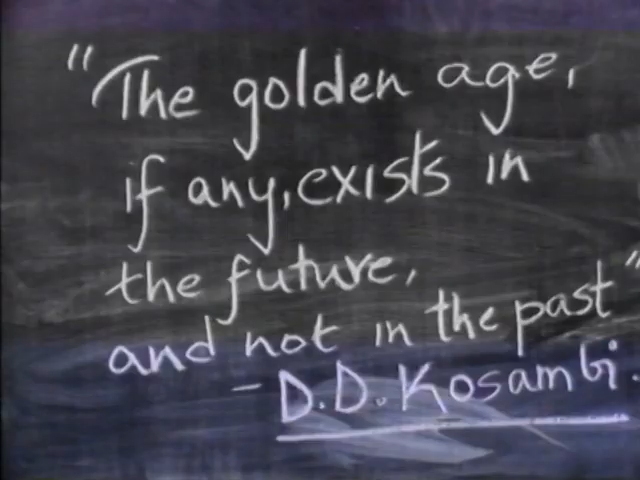 "The golden age,
if any, exists in
the future,
and not in the past"
- D.D. Kosambi.